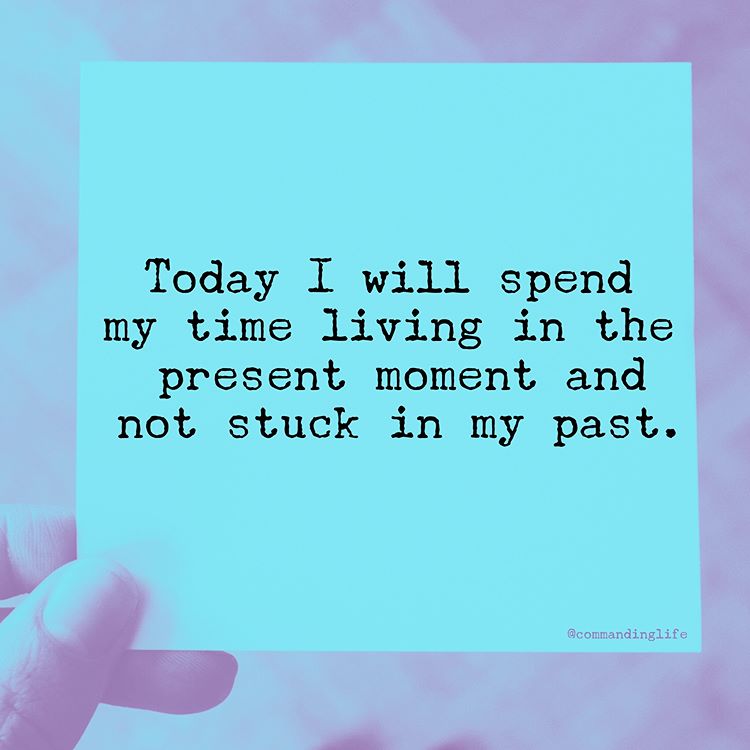 Today I will spend
my time living in the
present moment and
not stuck in my past.
@commandinglife